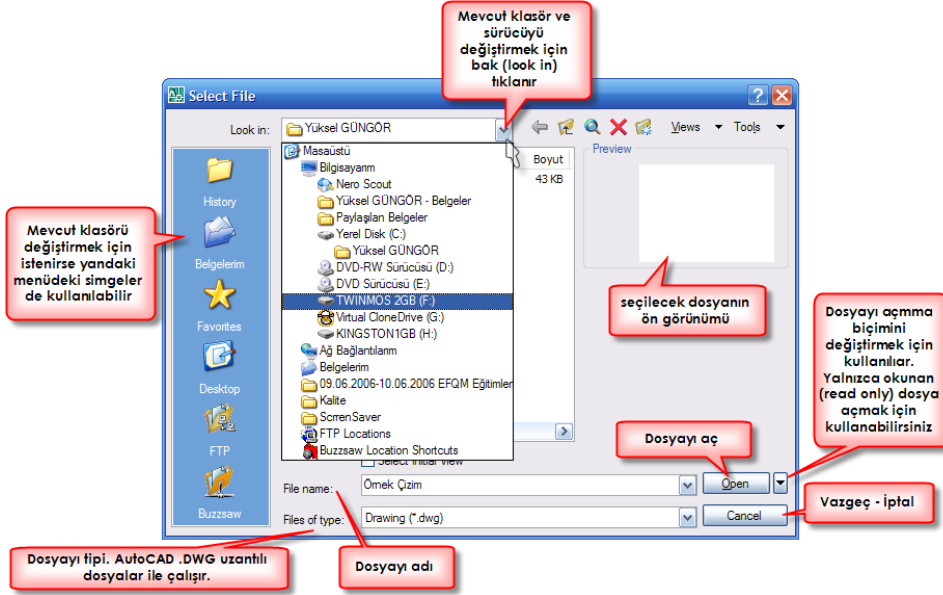 Mevcut klasör ve
sürücüyü
değiştirmek için
bak (look in)
tıklanır
Select File
Look in:
Yüksel GÜNGÖR
Views
Tools
Masaüstü
Bilgisayarım
Nero Scout
Yüksel GÜNGÖR - Belgeler
Paylaşılan Belgeler
Yerel Disk (C:)
Yüksel GÜNGÖR
DVD-RW Sürücüsü (D:)
DVD Sürücüsü (E:)
TWINMOS 2GB (F:)
Virtual CloneDrive (G:)
KINGSTON1GB (H:)
Ağ Bağlantılarım
Belgelerim
09.06.2006-10.06.2006 EFQM Eğitimler
Kalite
ScrrenSaver
FTP Locations
Buzzsaw Location Shortcuts
Boyut
43 KB
Preview
History
Belgelerim
Favorites
Desktop
FTP
Buzzsaw
Mevcut klasörü
değiştirmek için
istenirse yandaki
menüdeki simgeler
de kullanılabilir
seçilecek dosyanın
ön görünümü
Dosyayı açmma
biçimini
değiştirmek için
kullanılıar.
Yalnızca okunan
(read only) dosya
açmak için
kullanabilirsiniz
Dosyayı aç
Select Initial View
File name:
Örnek Çizim
Open
Files of type:
Drawing (*.dwg)
Cancel
Vazgeç - İptal
Dosyayı tipi. AutoCAD .DWG uzantılı
dosyalar ile çalışır.
Dosyayı adı